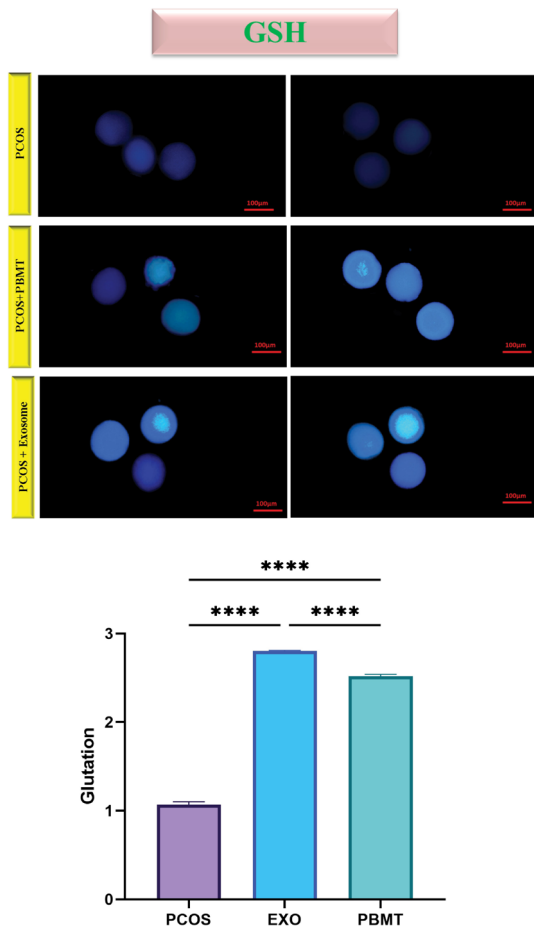 GSH
PCOS
100µm
100µm
PCOS+PBMT
100µm
100µm
PCOS + Exosome
100µm
100µm
****
**** ****
3
2
1
0
Glutation
PCOS EXO PBMT